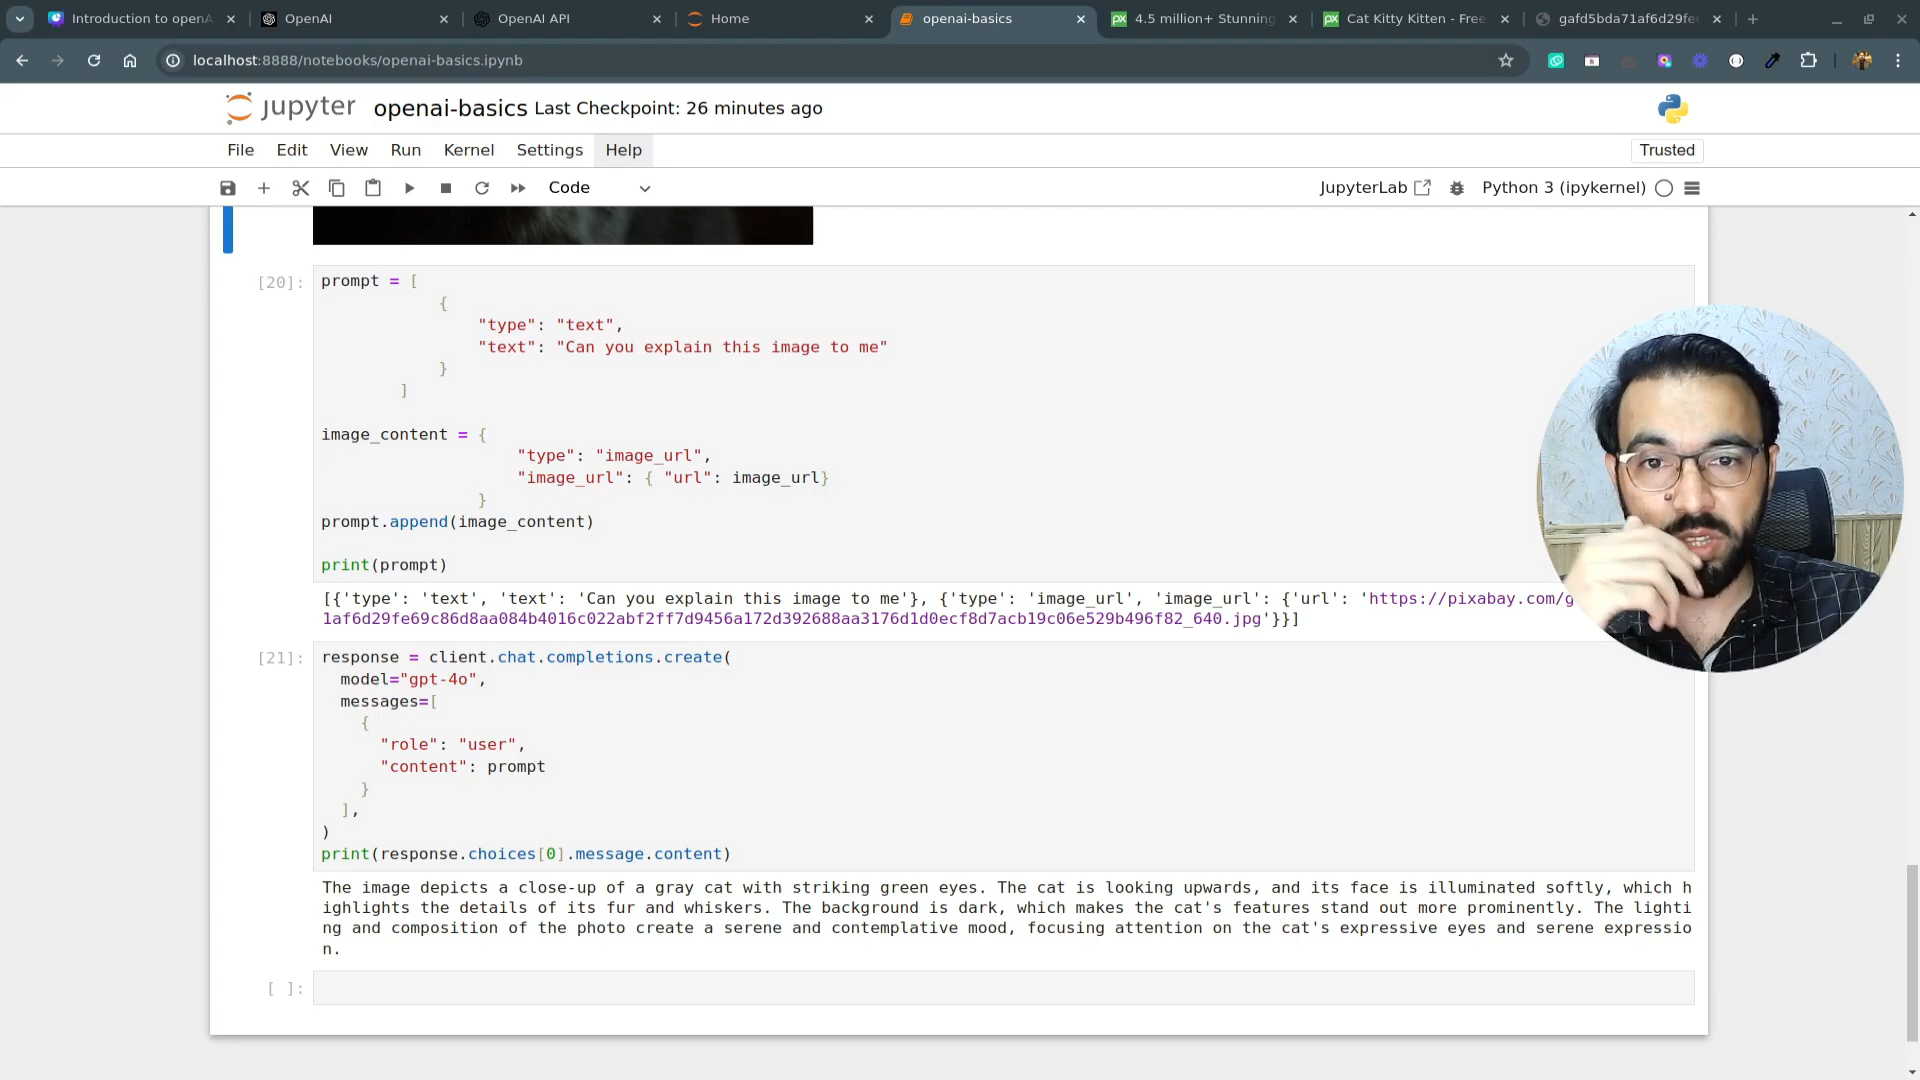 Introduction to openA
OpenAI
OpenAI API
Home
openai-basics
4.5 million+ Stunning
Cat Kitty Kitten - Free
gafd5bda71af6d29fe
localhost:8888/notebooks/openai-basics.ipynb
jupyter openai-basics Last Checkpoint: 26 minutes ago
File Edit View Run Kernel Settings Help
Trusted
Code
JupyterLab
Python 3 (ipykernel)
[20]:
prompt = [
{
"type": "text",
"text": "Can you explain this image to me"
}
]
image_content = {
"type": "image_url",
"image_url": { "url": image_url}
}
prompt.append(image_content)
print(prompt)
[{'type': 'text', 'text': 'Can you explain this image to me'}, {'type': 'image_url', 'image_url': {'url': 'https://pixabay.com/g
1af6d29fe69c86d8aa084b4016c022abf2ff7d9456a172d392688aa3176d1d0ecf8d7acb19c06e529b496f82_640.jpg'}}]
[21]:
response = client.chat.completions.create(
model="gpt-4o",
messages=[
{
"role": "user",
"content": prompt
}
],
)
print(response.choices[0].message.content)
The image depicts a close-up of a gray cat with striking green eyes. The cat is looking upwards, and its face is illuminated softly, which h
ighlights the details of its fur and whiskers. The background is dark, which makes the cat's features stand out more prominently. The lighti
ng and composition of the photo create a serene and contemplative mood, focusing attention on the cat's expressive eyes and serene expressio
n.
[ ]: